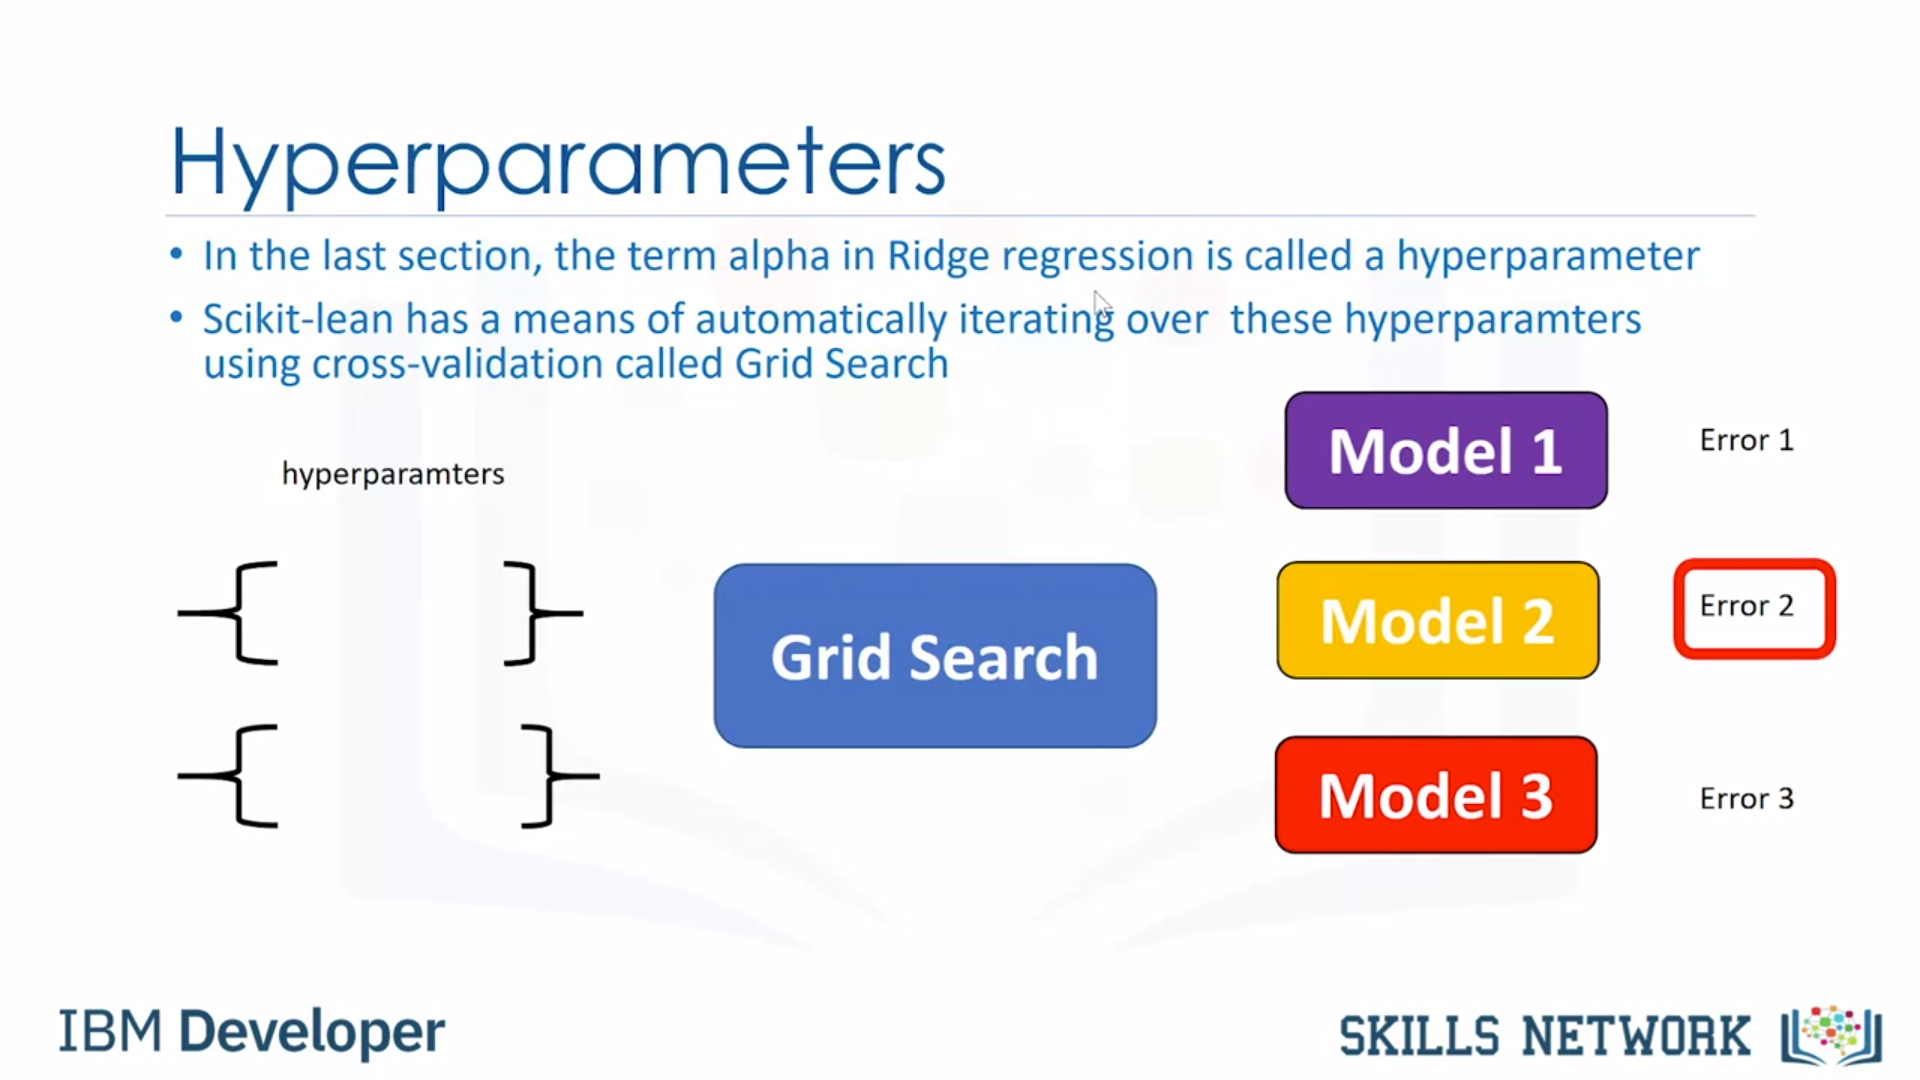 Hyperparameters
• In the last section, the term alpha in Ridge regression is called a hyperparameter
• Scikit-lean has a means of automatically iterating over these hyperparamters
using cross-validation called Grid Search
hyperparamters
Grid Search
Model 1
Error 1
Model 2
Error 2
Model 3
Error 3
IBM Developer
SKILLS NETWORK